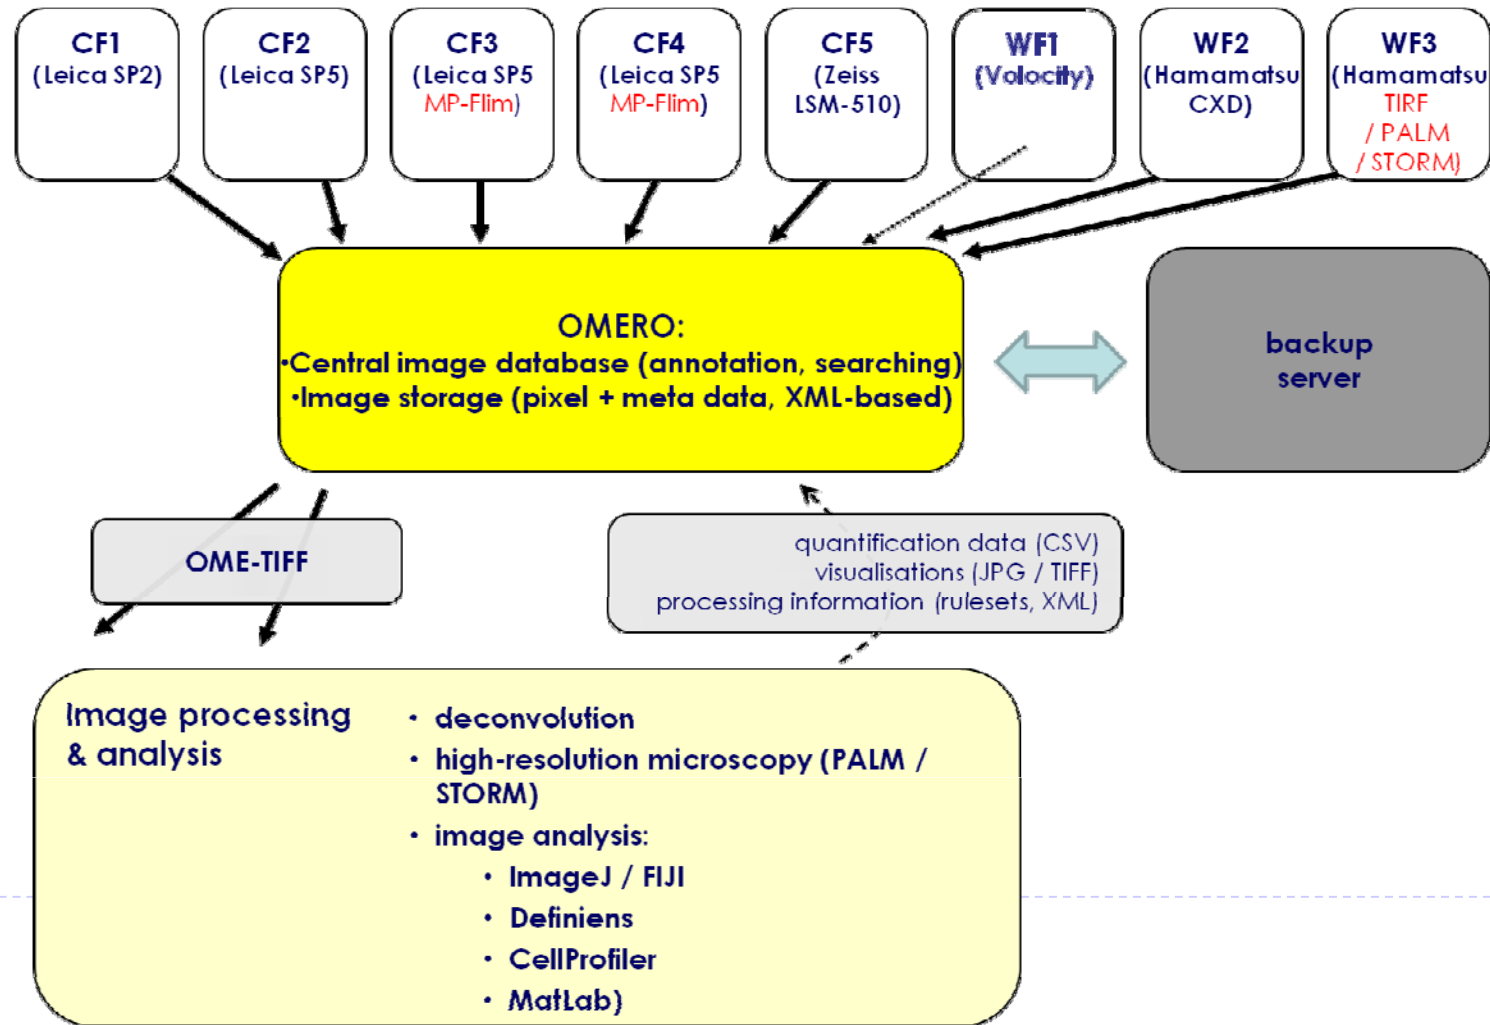 CF1
(Leica SP2)
CF2
(Leica SP5)
CF3
(Leica SP5
MP-Flim)
CF4
(Leica SP5
MP-Flim)
CF5
(Zeiss
LSM-510)
WF1
(Volocity)
WF2
(Hamamatsu
CXD)
WF3
(Hamamatsu
TIRF
/ PALM
/ STORM)
OMERO:
•Central image database (annotation, searching)
•Image storage (pixel + meta data, XML-based)
backup
server
OME-TIFF
quantification data (CSV)
visualisations (JPG / TIFF)
processing information (rulesets, XML)
Image processing
& analysis
• deconvolution
• high-resolution microscopy (PALM /
STORM)
• image analysis:
• ImageJ / FIJI
• Definiens
• CellProfiler
• MatLab)